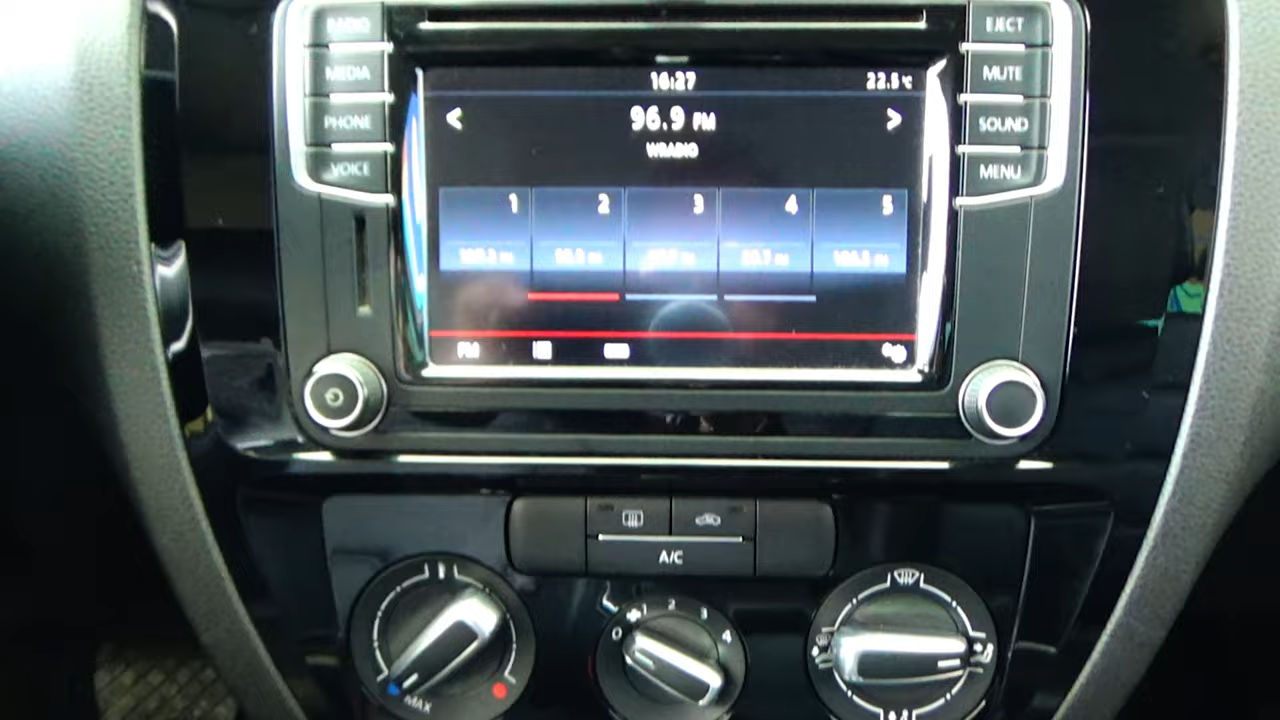 RADIO
EJECT
MEDIA
16:27
22.5 °C
MUTE
PHONE
< 96.9 FM >
SOUND
WRADIO
VOICE
MENU
1 2 3 4 5
FM
A/C
0 1 2 3 4
MAX